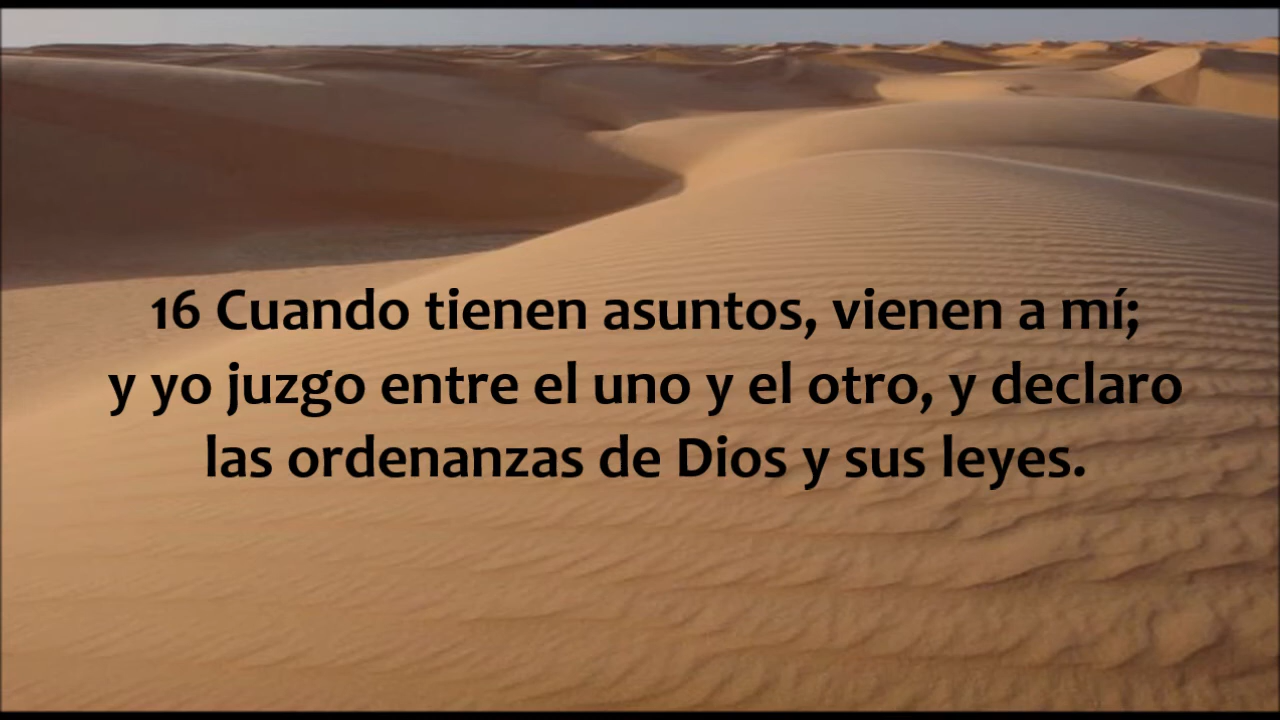 16 Cuando tienen asuntos, vienen a mí;
y yo juzgo entre el uno y el otro, y declaro
las ordenanzas de Dios y sus leyes.